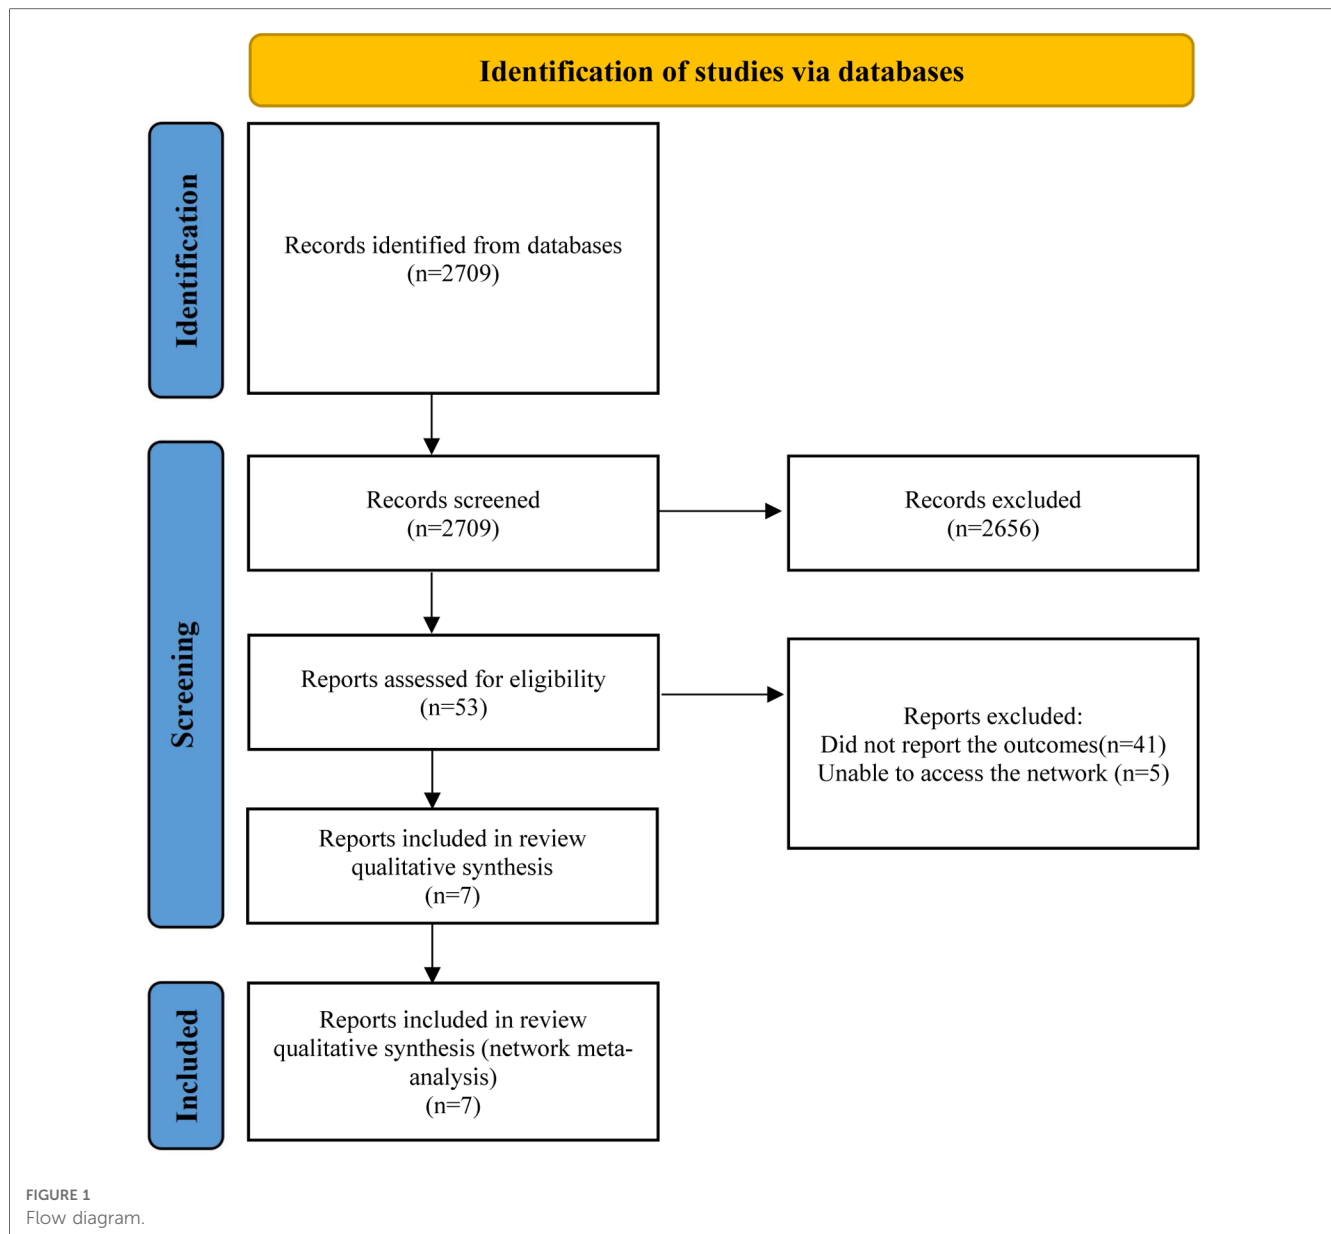 Identification of studies via databases
Identification
Records identified from databases
(n=2709)
Screening
Records screened
(n=2709)
Records excluded
(n=2656)
Reports assessed for eligibility
(n=53)
Reports excluded:
Did not report the outcomes(n=41)
Unable to access the network (n=5)
Reports included in review
qualitative synthesis
(n=7)
Included
Reports included in review
qualitative synthesis (network meta-
analysis)
(n=7)
FIGURE 1
Flow diagram.